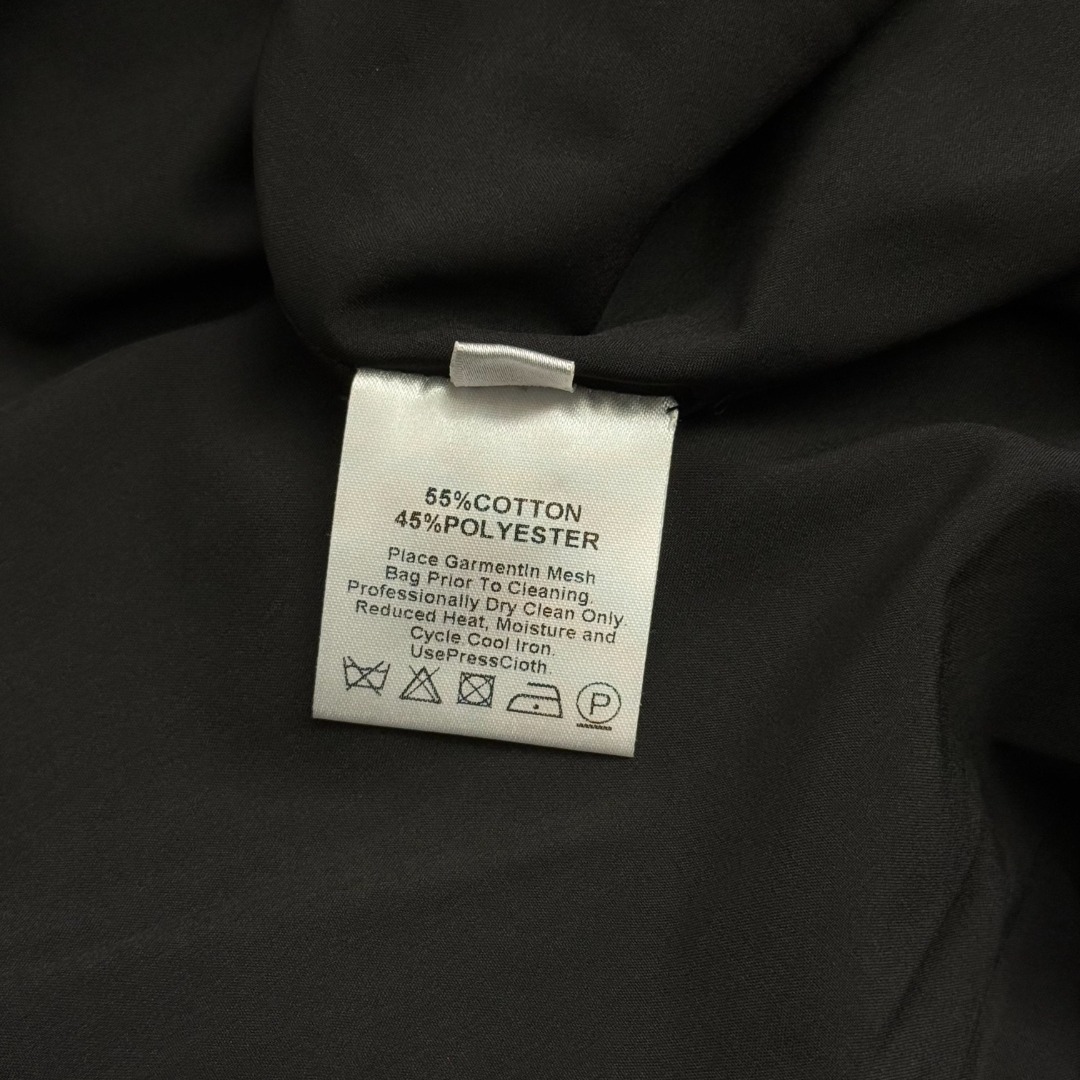 55%COTTON
45%POLYESTER
Place GarmentIn Mesh
Bag Prior To Cleaning.
Professionally Dry Clean Only.
Reduced Heat, Moisture and
Cycle Cool Iron.
UsePressCloth.
P